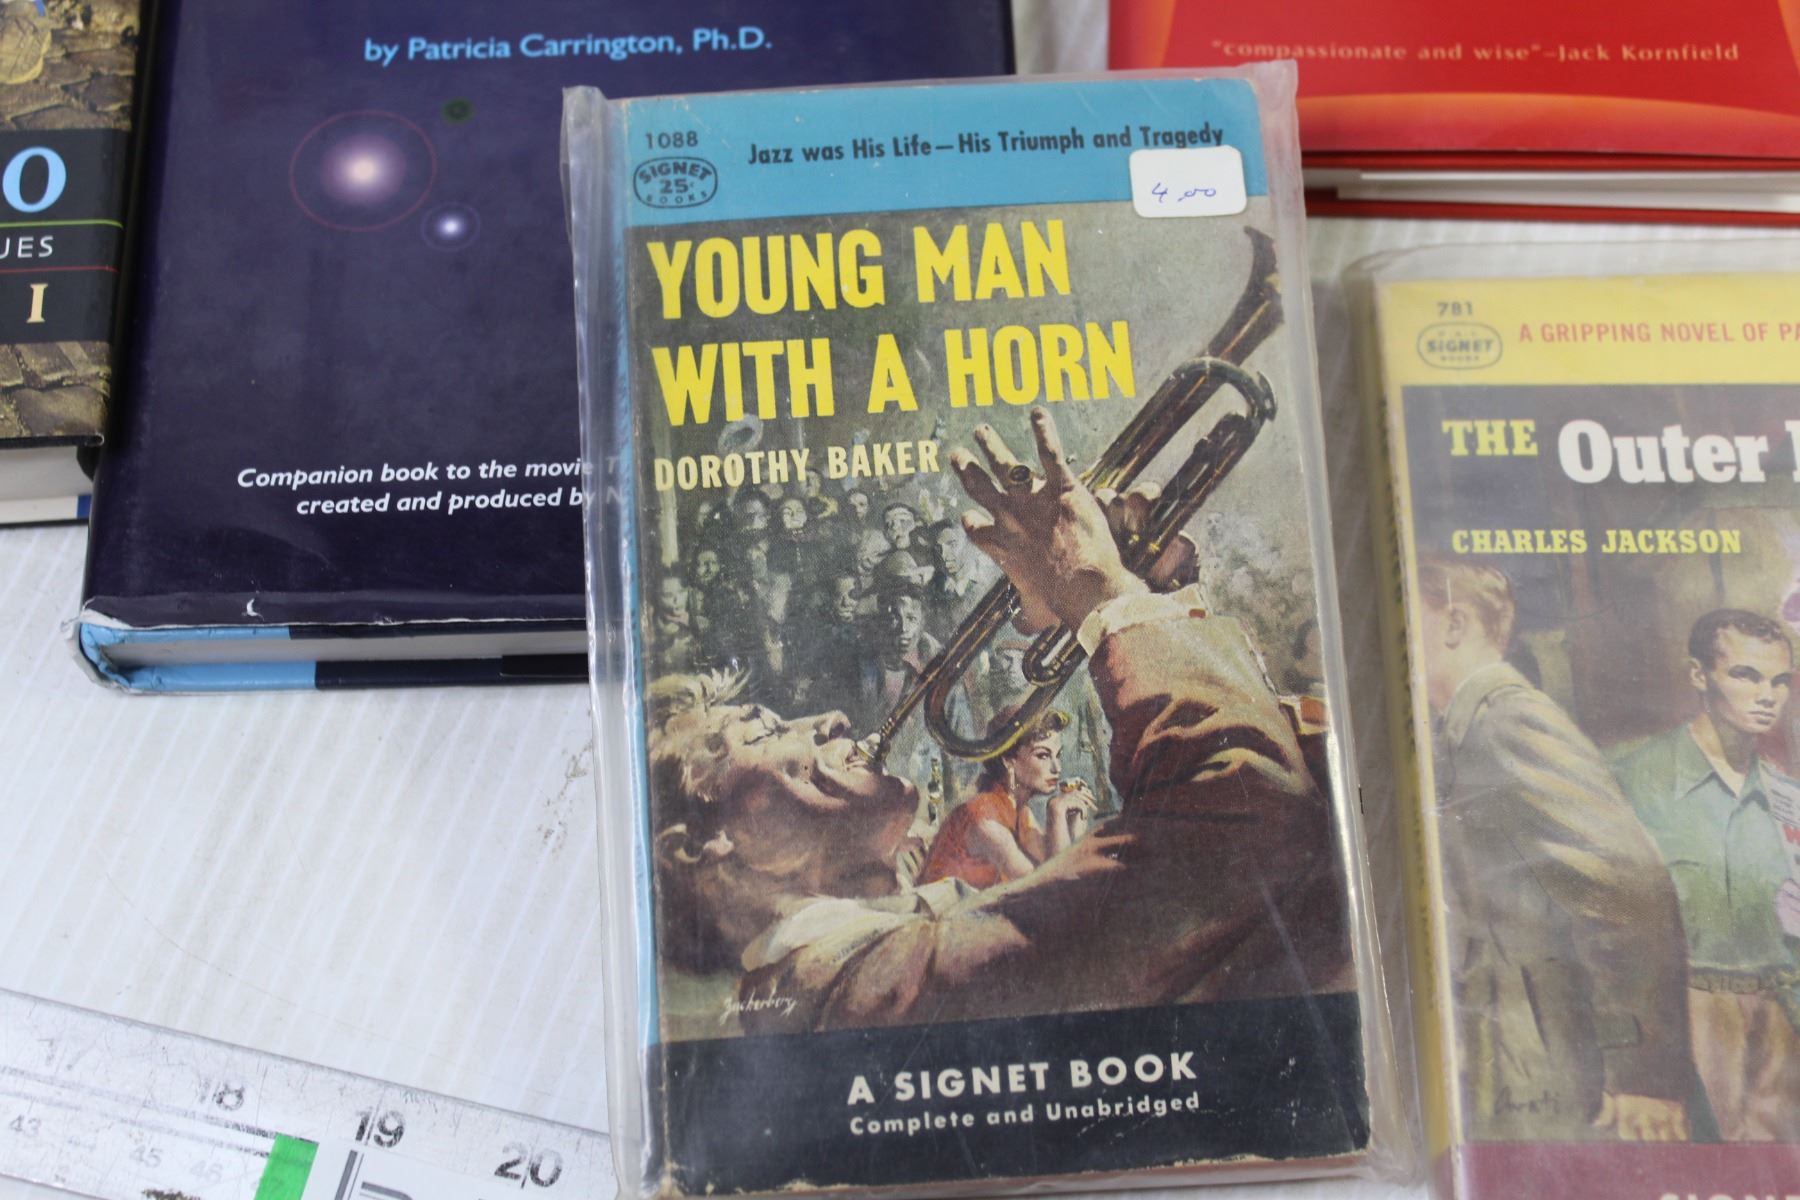 by Patricia Carrington, Ph.D.
Companion book to the movie
created and produced by
O
UES
I
"compassionate and wise"—Jack Kornfield
1088
SIGNET
25¢
BOOKS
Jazz was His Life—His Triumph and Tragedy
4.00
YOUNG MAN
WITH A HORN
DOROTHY BAKER
Zuckerberg
A SIGNET BOOK
Complete and Unabridged
781
SIGNET
BOOKS
A GRIPPING NOVEL OF PA
THE Outer
CHARLES JACKSON
Avati
17 18 19 20
43 44 45 46